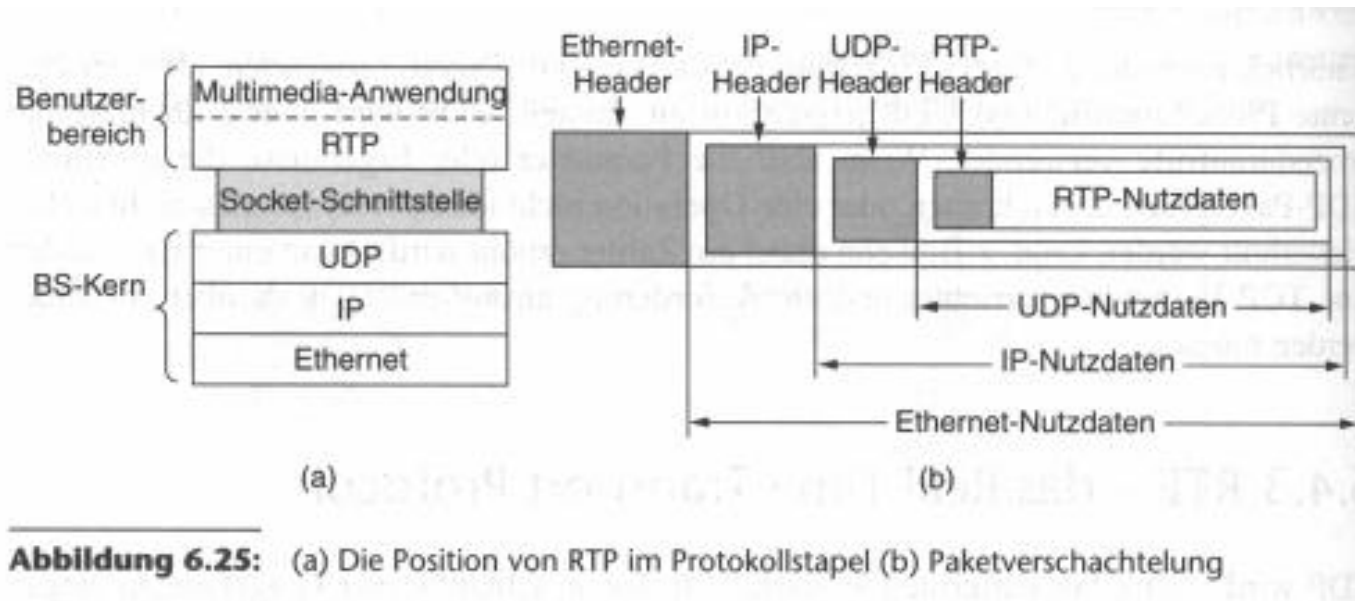 Ethernet-
Header
IP-
Header
UDP-
Header
RTP-
Header
Benutzer-
bereich
Multimedia-Anwendung
RTP
Socket-Schnittstelle
BS-Kern
UDP
IP
Ethernet
RTP-Nutzdaten
UDP-Nutzdaten
IP-Nutzdaten
Ethernet-Nutzdaten
(a)
(b)
Abbildung 6.25: (a) Die Position von RTP im Protokollstapel (b) Paketverschachtelung